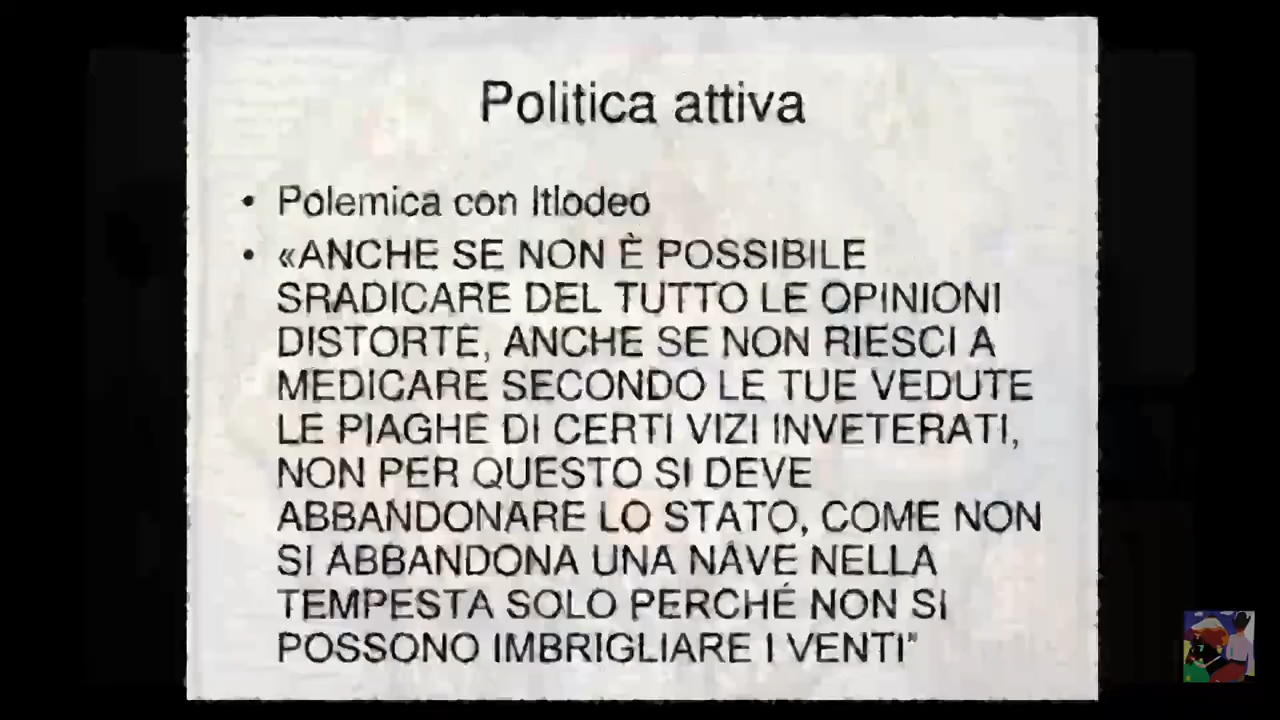 Politica attiva
• Polemica con Itlodeo
• «ANCHE SE NON È POSSIBILE
SRADICARE DEL TUTTO LE OPINIONI
DISTORTE, ANCHE SE NON RIESCI A
MEDICARE SECONDO LE TUE VEDUTE
LE PIAGHE DI CERTI VIZI INVETERATI,
NON PER QUESTO SI DEVE
ABBANDONARE LO STATO, COME NON
SI ABBANDONA UNA NAVE NELLA
TEMPESTA SOLO PERCHÉ NON SI
POSSONO IMBRIGLIARE I VENTI"